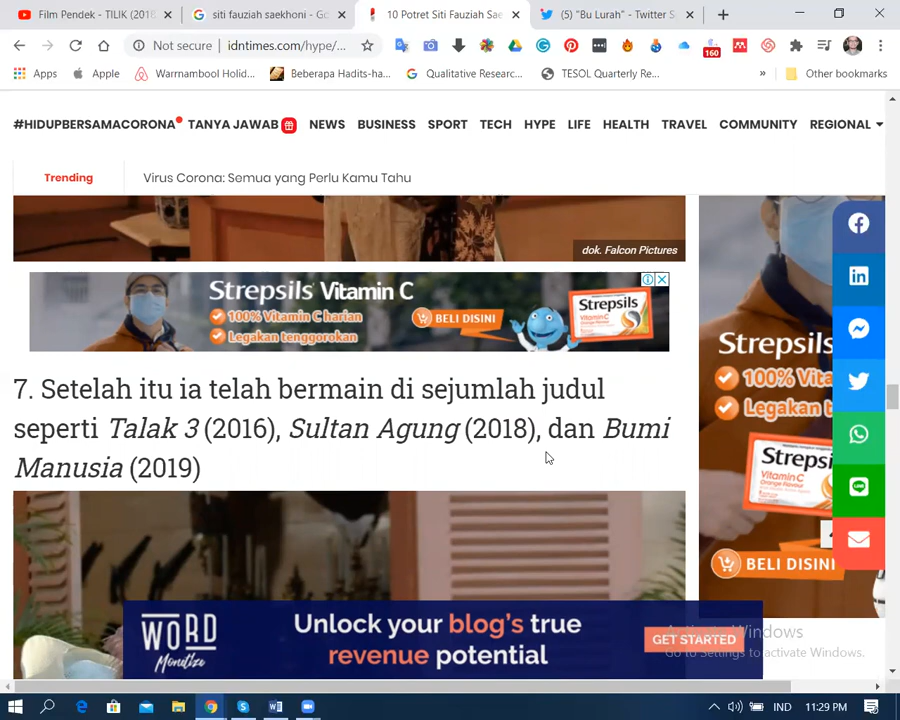 Film Pendek - TILIK (2018
siti fauziah saekhoni - Go
10 Potret Siti Fauziah Sae
(5) "Bu Lurah" - Twitter S
Not secure
idntimes.com/hype/...
160
Apps
Apple
Warrnambool Holid...
Beberapa Hadits-ha...
Qualitative Researc...
TESOL Quarterly Re...
»
Other bookmarks
#HIDUPBERSAMACORONA
TANYA JAWAB
NEWS
BUSINESS
SPORT
TECH
HYPE
LIFE
HEALTH
TRAVEL
COMMUNITY
REGIONAL
Trending
Virus Corona: Semua yang Perlu Kamu Tahu
dok. Falcon Pictures
Strepsils Vitamin C
100% Vitamin C harian
Legakan tenggorokan
BELI DISINI
Strepsils
7. Setelah itu ia telah bermain di sejumlah judul
seperti Talak 3 (2016), Sultan Agung (2018), dan Bumi
Manusia (2019)
Strepsils
100% Vita
Legakan t
Strepsils
BELI DISINI
WORD
Monetize
Unlock your blog's true
revenue potential
GET STARTED
Activate Windows
Go to Settings to activate Windows.
IND
11:29 PM